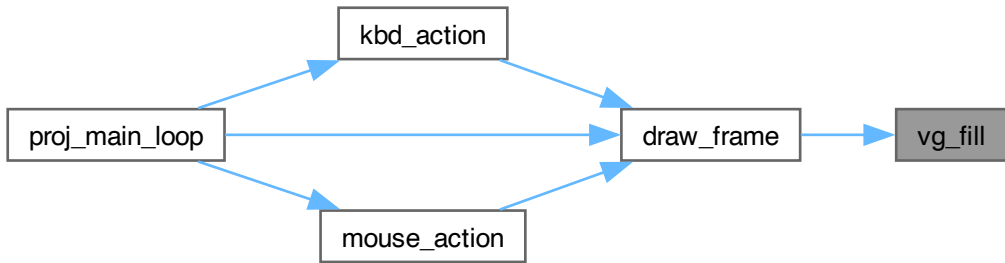 kbd_action
proj_main_loop
draw_frame
vg_fill
mouse_action